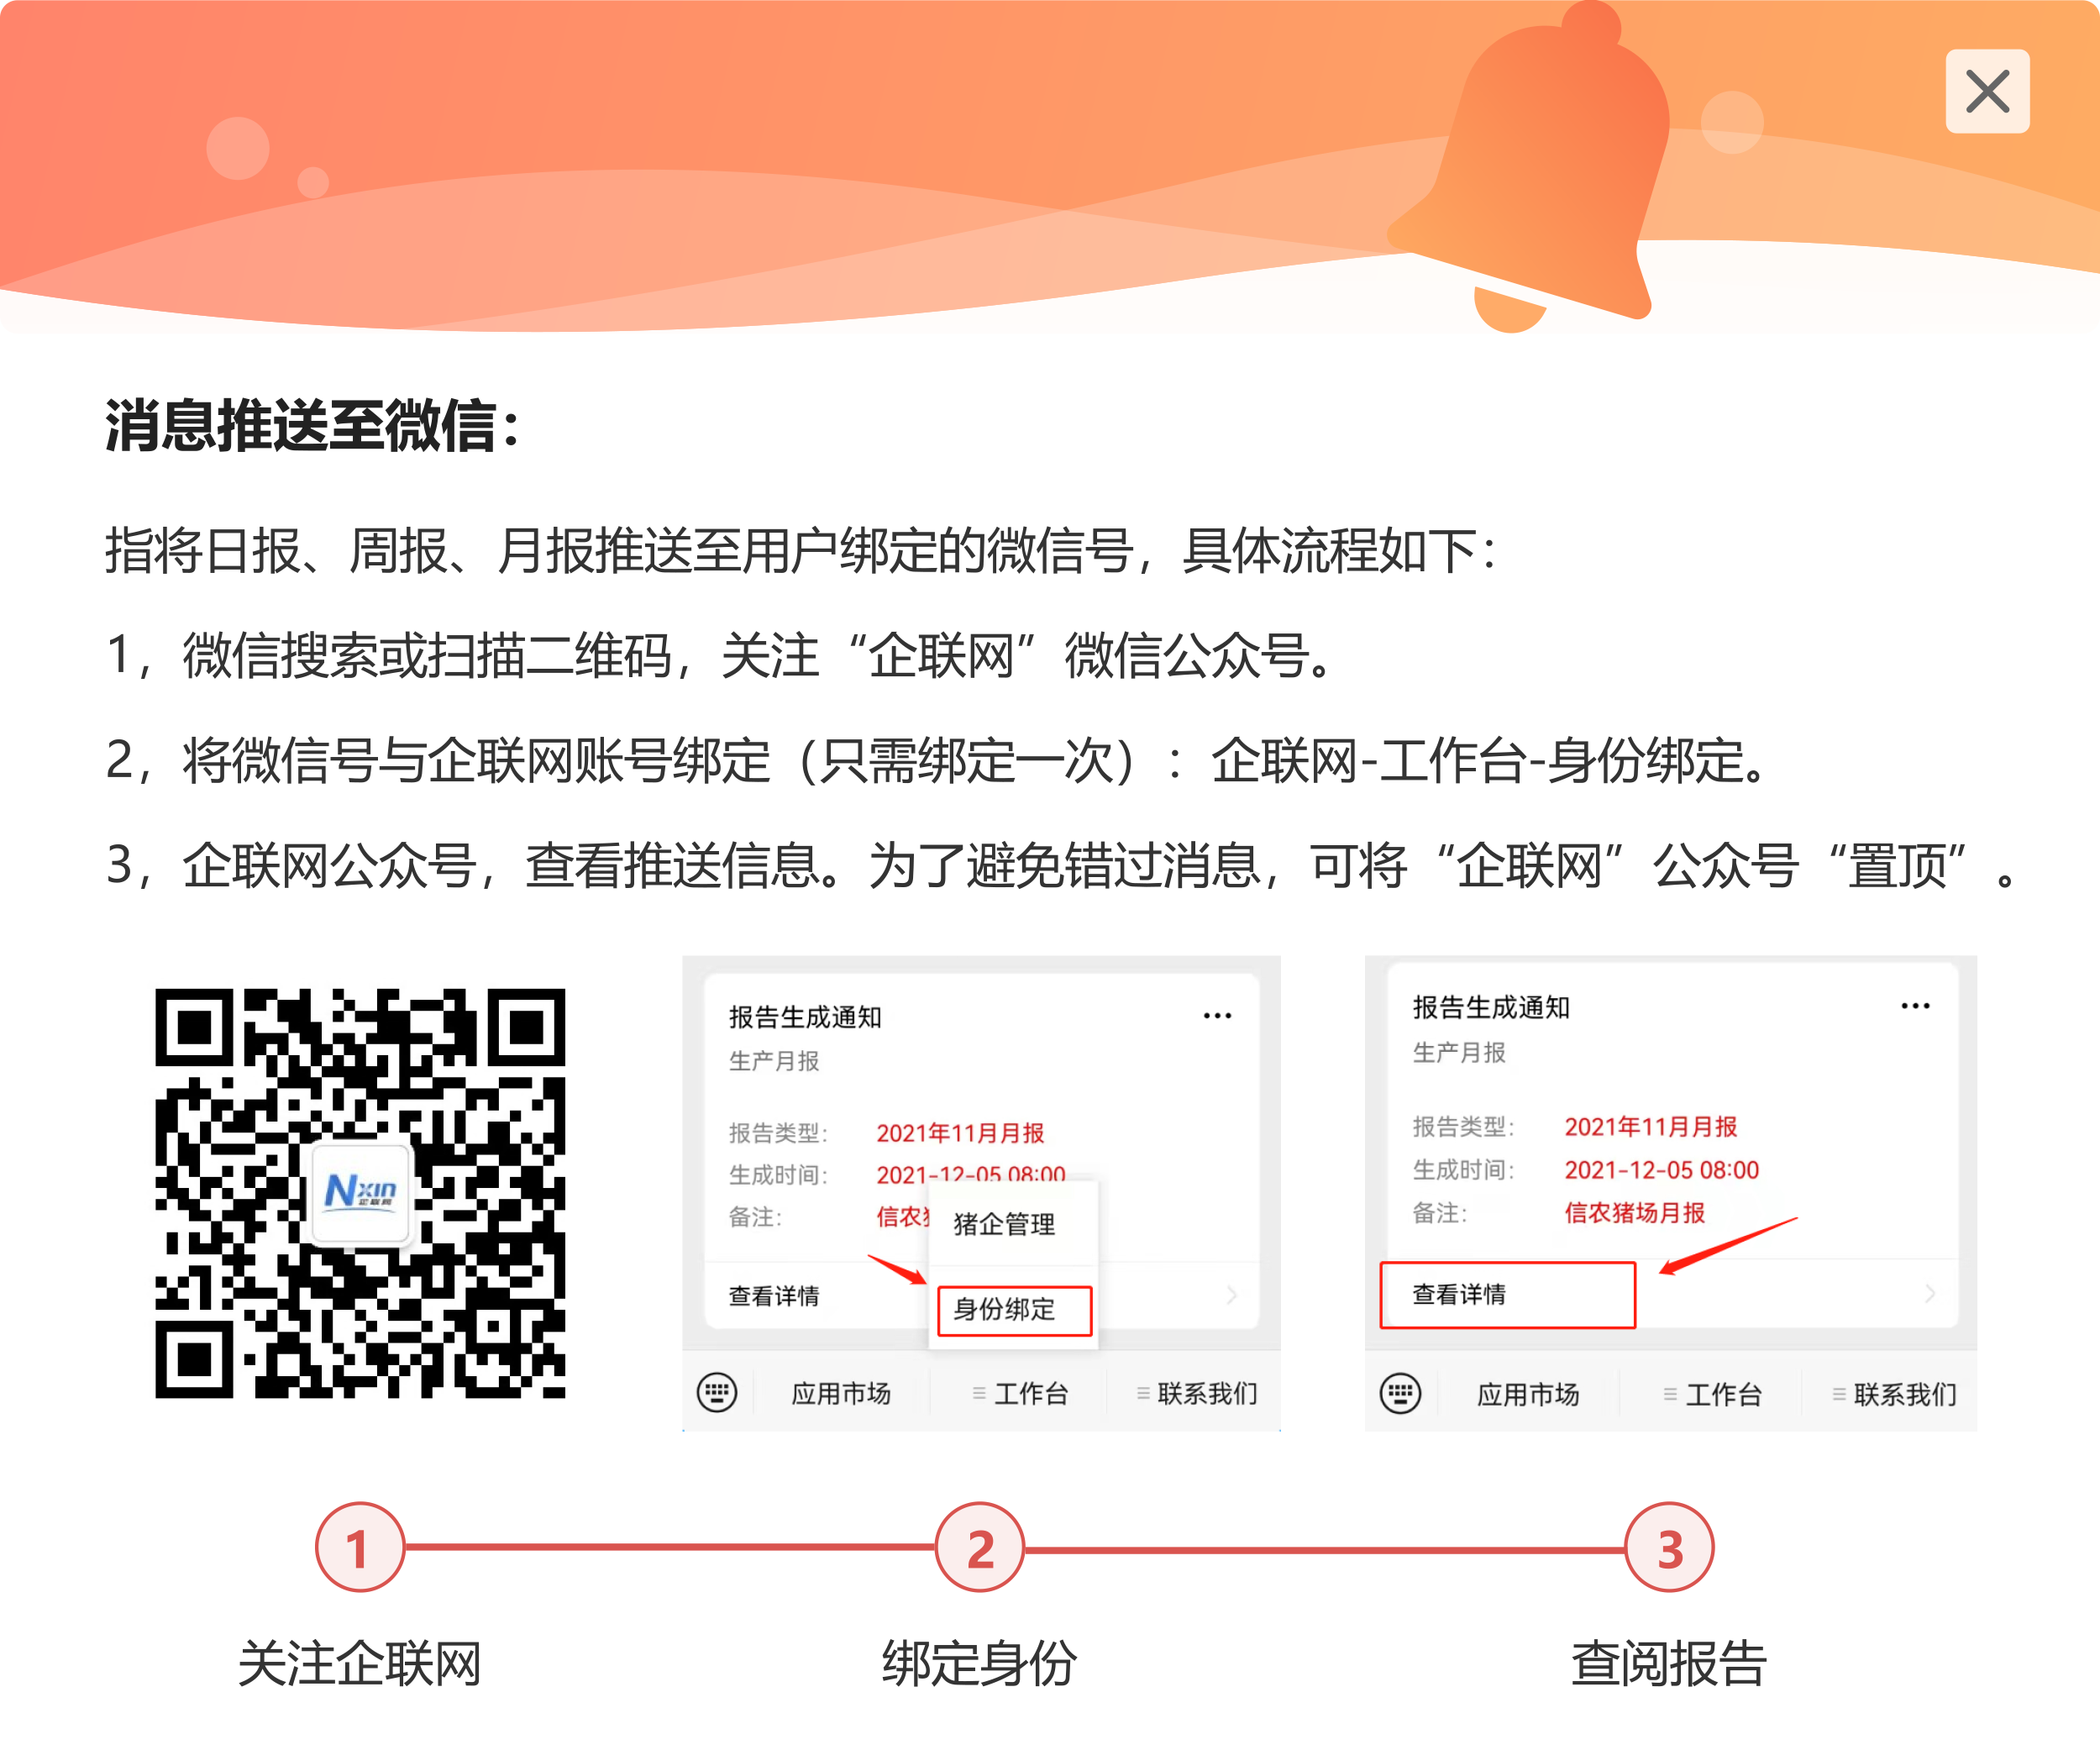 消息推送至微信：
指将日报、周报、月报推送至用户绑定的微信号，具体流程如下：
1，微信搜索或扫描二维码，关注“企联网”微信公众号。
2，将微信号与企联网账号绑定（只需绑定一次）：企联网-工作台-身份绑定。
3，企联网公众号，查看推送信息。为了避免错过消息，可将“企联网”公众号“置顶”。
Nxin
企联网
报告生成通知
生产月报
报告类型： 2021年11月月报
生成时间： 2021-12-05 08:00
备注： 信农
猪企管理
查看详情
身份绑定
应用市场 工作台 联系我们
报告生成通知
生产月报
报告类型： 2021年11月月报
生成时间： 2021-12-05 08:00
备注： 信农猪场月报
查看详情
应用市场 工作台 联系我们
1 2 3
关注企联网 绑定身份 查阅报告